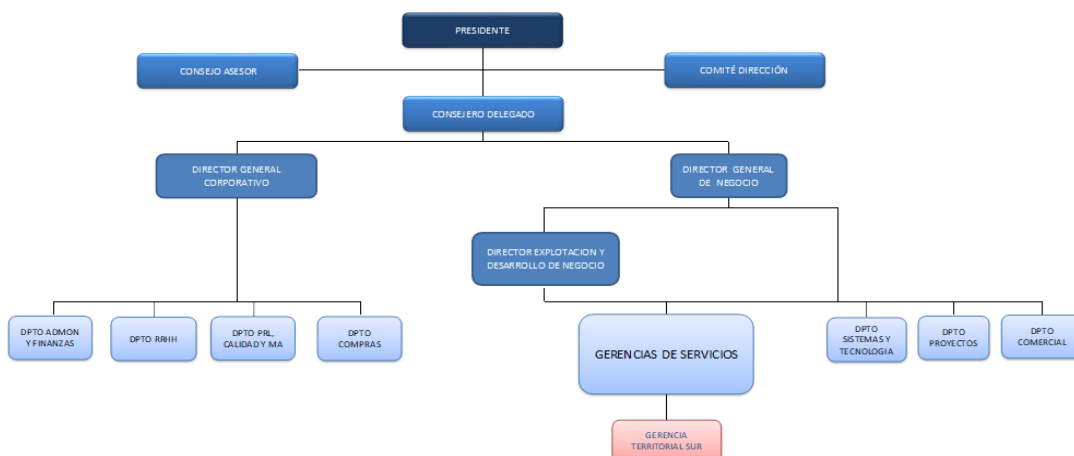 PRESIDENTE
CONSEJO ASESOR
COMITÉ DIRECCIÓN
CONSEJERO DELEGADO
DIRECTOR GENERAL
CORPORATIVO
DIRECTOR GENERAL
DE NEGOCIO
DIRECTOR EXPLOTACION Y
DESARROLLO DE NEGOCIO
DPTO ADMON
Y FINANZAS
DPTO RRHH
DPTO PRL,
CALIDAD Y MA
DPTO
COMPRAS
GERENCIAS DE SERVICIOS
DPTO
SISTEMAS Y
TECNOLOGIA
DPTO
PROYECTOS
DPTO
COMERCIAL
GERENCIA
TERRITORIAL SUR